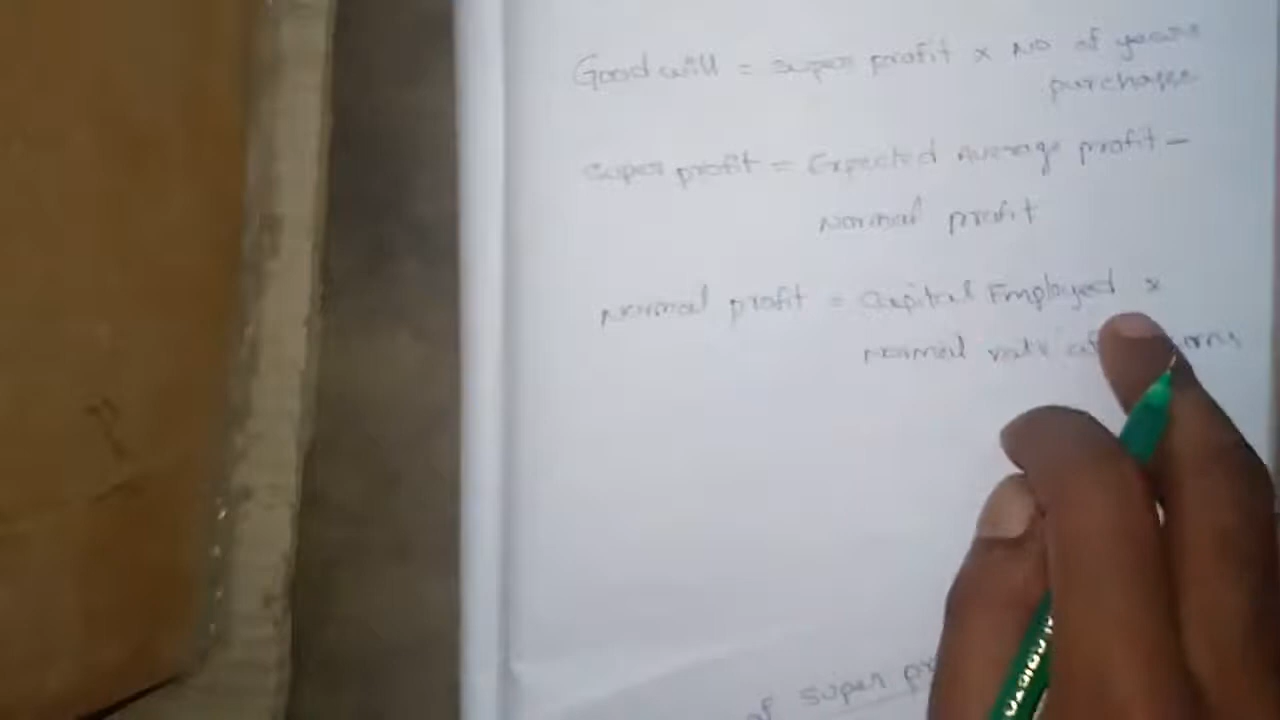 Goodwill = super profit × No of years
purchase
super profit = Expected Average profit -
Normal profit
Normal profit = Capital Employed ×
Normal rate of
of super